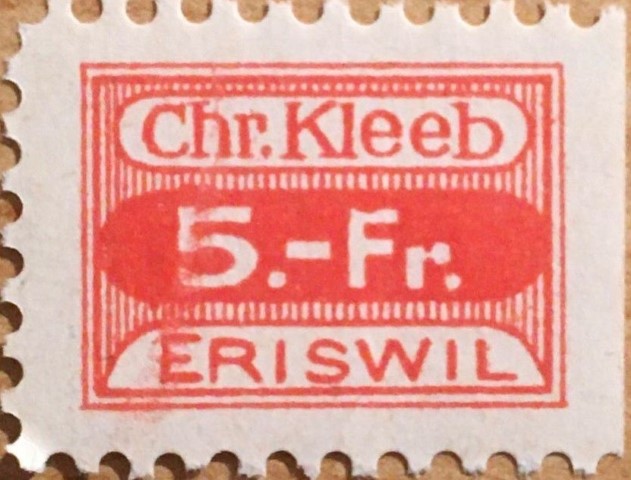 Chr. Kleeb
5.-Fr.
ERISWIL